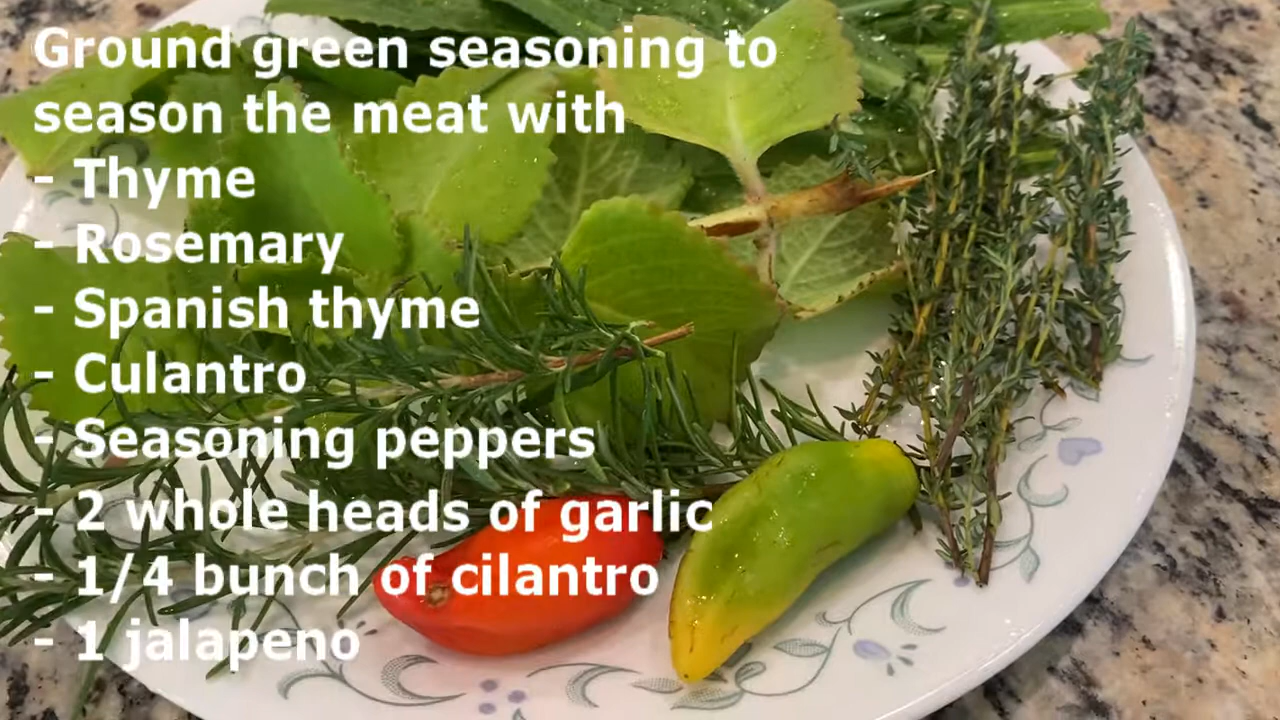 Ground green seasoning to
season the meat with
- Thyme
- Rosemary
- Spanish thyme
- Culantro
- Seasoning peppers
- 2 whole heads of garlic
- 1/4 bunch of cilantro
- 1 jalapeno